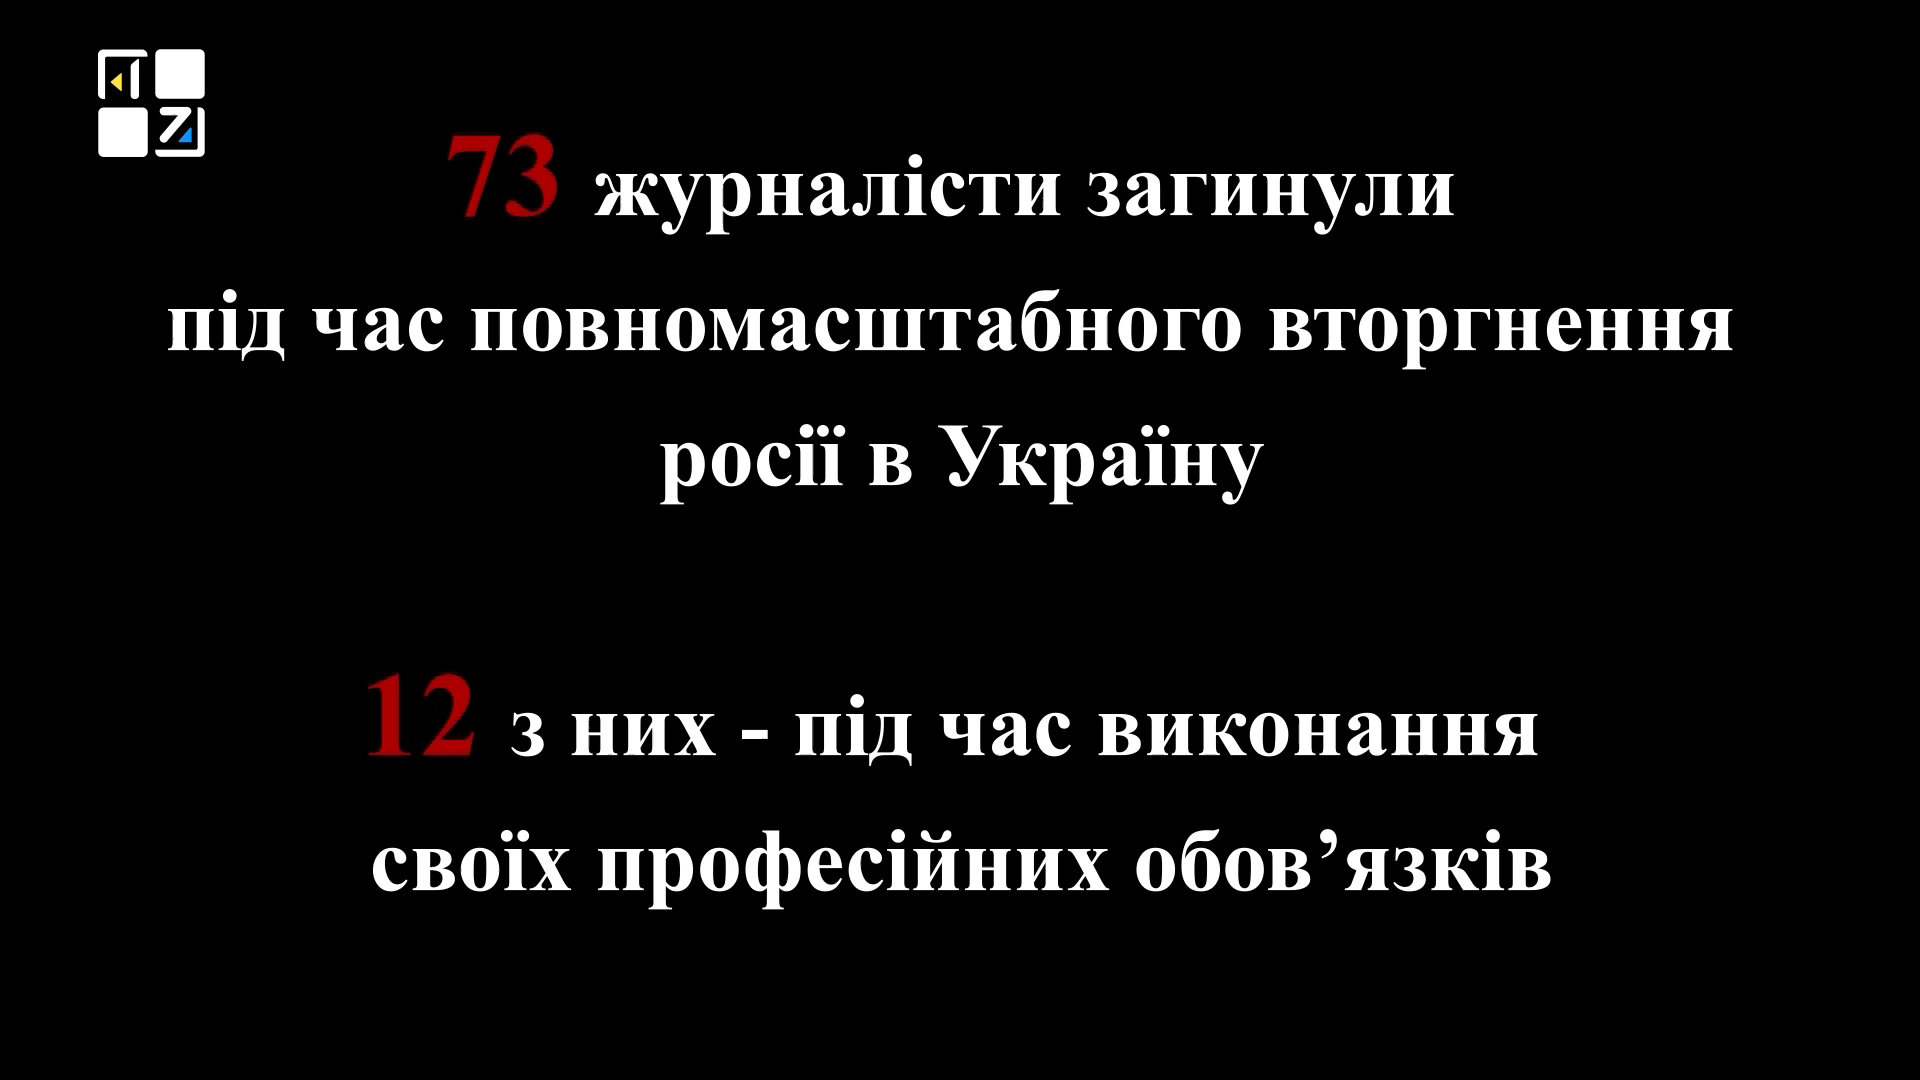 73 журналісти загинули
під час повномасштабного вторгнення
росії в Україну
12 з них - під час виконання
своїх професійних обов’язків